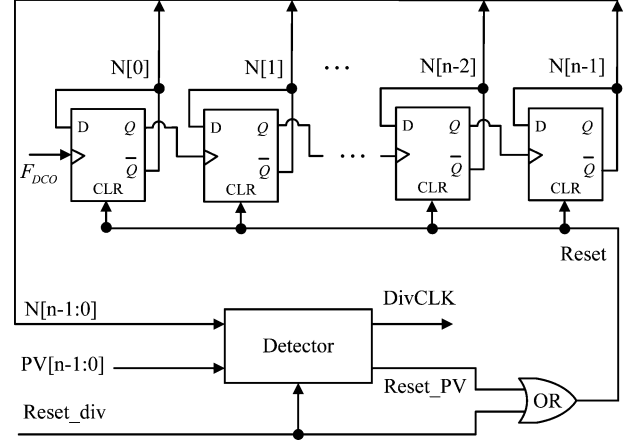 N[0] N[1] ... N[n-2] N[n-1]
D Q D Q D Q D Q
F_DCO Q̅ Q̅ ... Q̅ Q̅
CLR CLR CLR CLR
Reset
N[n-1:0] DivCLK
Detector
PV[n-1:0] Reset_PV
OR
Reset_div